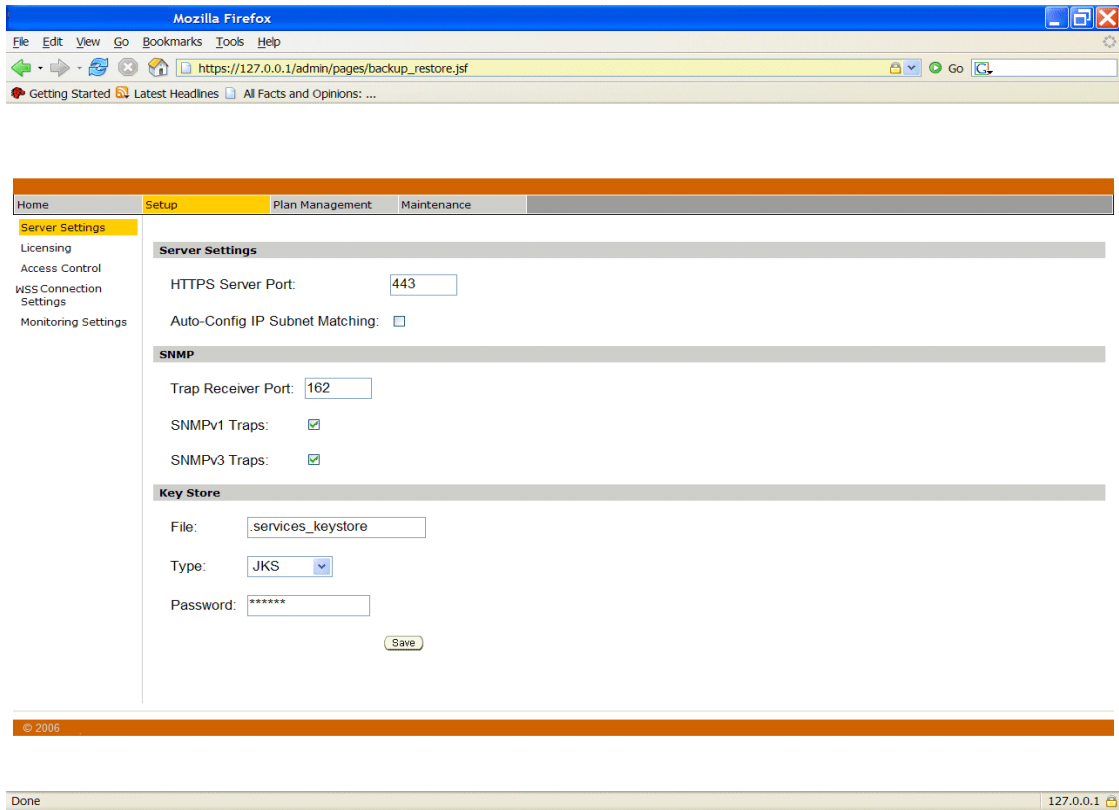 Mozilla Firefox
File Edit View Go Bookmarks Tools Help
https://127.0.0.1/admin/pages/backup_restore.jsf Go G
Getting Started Latest Headlines All Facts and Opinions: ...
Home Setup Plan Management Maintenance
Server Settings
Licensing
Access Control
WSS Connection
Settings
Monitoring Settings
Server Settings
HTTPS Server Port: 443
Auto-Config IP Subnet Matching:
SNMP
Trap Receiver Port: 162
SNMPv1 Traps:
SNMPv3 Traps:
Key Store
File: .services_keystore
Type: JKS
Password: ******
Save
© 2006
Done 127.0.0.1